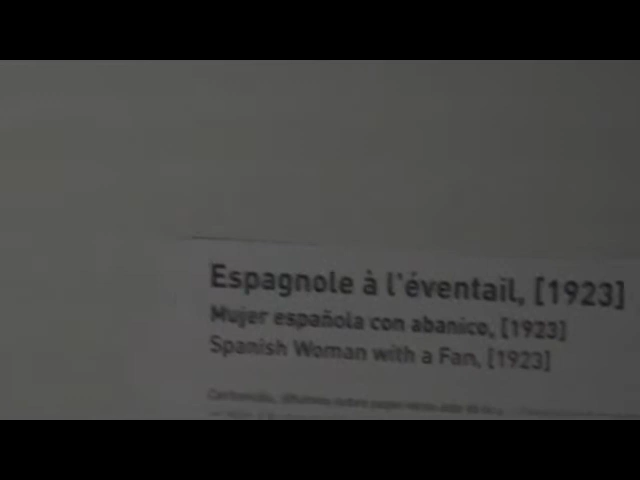 Espagnole à l'éventail, [1923]
Mujer española con abanico, [1923]
Spanish Woman with a Fan, [1923]